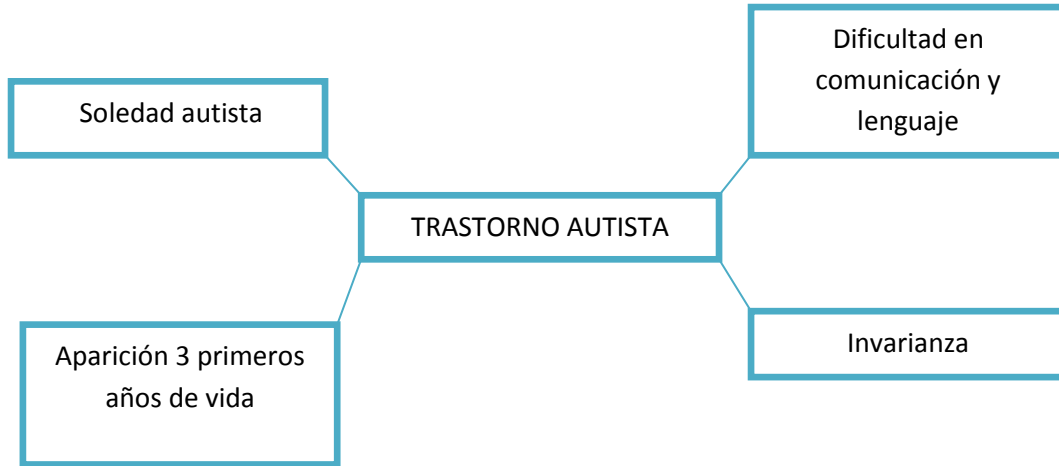 Dificultad en
comunicación y
lenguaje
Soledad autista
TRASTORNO AUTISTA
Aparición 3 primeros
años de vida
Invarianza